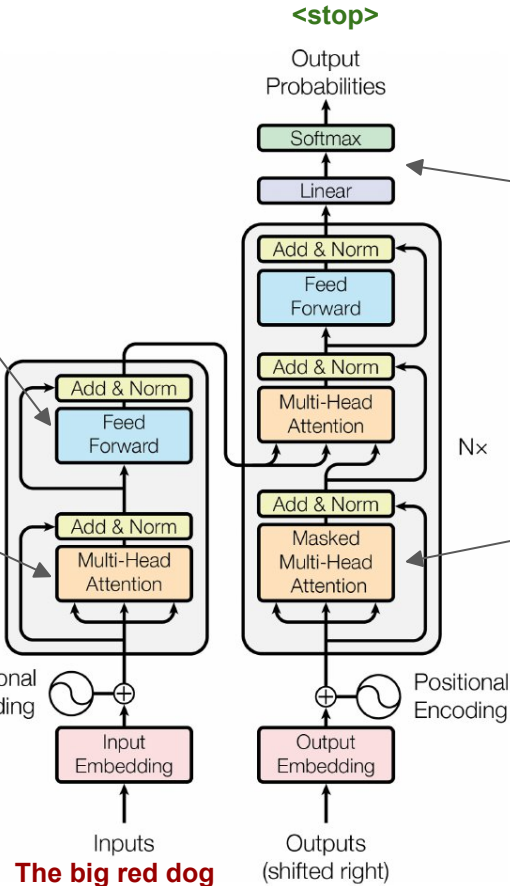 <stop>
Output
Probabilities
Softmax
Linear
Add & Norm
Feed
Forward
Add & Norm
Multi-Head
Attention
Add & Norm
Masked
Multi-Head
Attention
Nx
Add & Norm
Feed
Forward
Add & Norm
Multi-Head
Attention
onal
ding
Positional
Encoding
Input
Embedding
Output
Embedding
Inputs
The big red dog
Outputs
(shifted right)